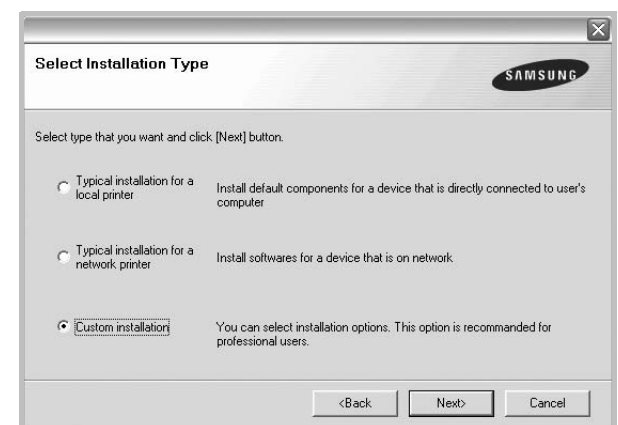 Select Installation Type
SAMSUNG
Select type that you want and click [Next] button.
Typical installation for a
local printer
Install default components for a device that is directly connected to user's
computer
Typical installation for a
network printer
Install softwares for a device that is on network
Custom installation
You can select installation options. This option is recommanded for
professional users.
<Back
Next>
Cancel